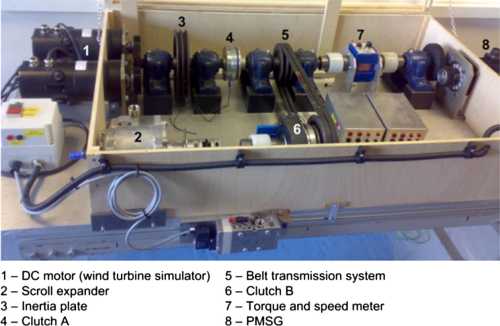 3
4
5
7
8
1
2
6
1 – DC motor (wind turbine simulator)
2 – Scroll expander
3 – Inertia plate
4 – Clutch A
5 – Belt transmission system
6 – Clutch B
7 – Torque and speed meter
8 – PMSG